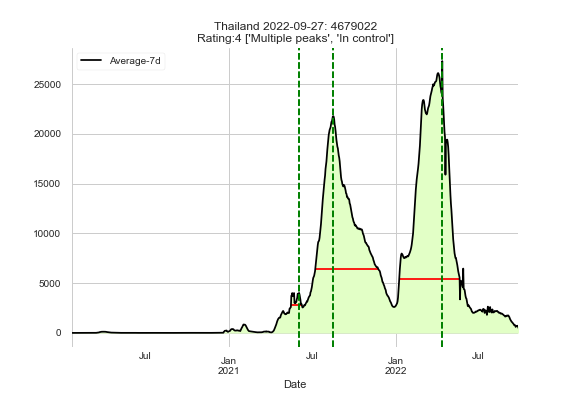 Thailand 2022-09-27: 4679022
Rating:4 ['Multiple peaks', 'In control']
Average-7d
25000
20000
15000
10000
5000
0
Jul
Jan
2021
Jul
Jan
2022
Jul
Date